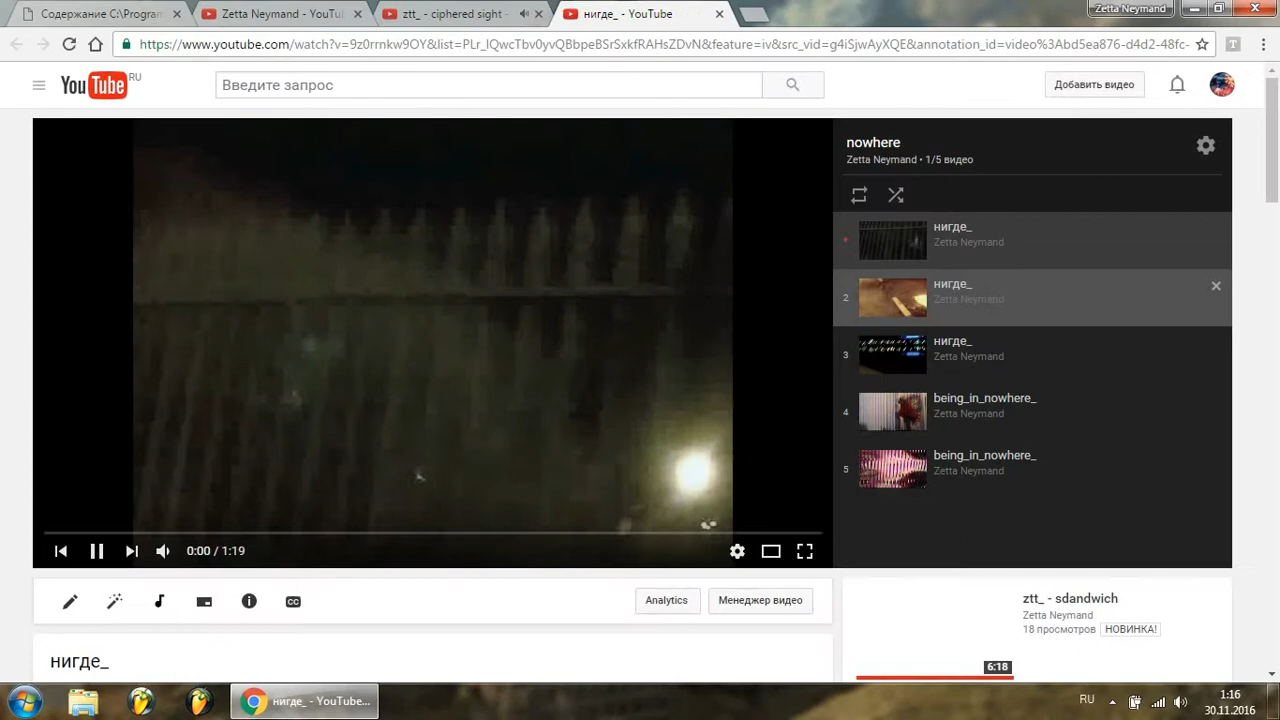 Содержание C:\Program
Zetta Neymand - YouTu
ztt_ - ciphered sight -
нигде_ - YouTube
Zetta Neymand
https://www.youtube.com/watch?v=9z0rrnkw9OY&list=PLr_IQwcThr0yvQBbpeBSrSxkfRAHsZDvN&feature=iv&src_vid=g4iSjwAyXQE&annotation_id=video%3Abd5ea876-d4d2-48fc-
YouTube RU
Введите запрос
Добавить видео
nowhere
Zetta Neymand • 1/5 видео
нигде_
Zetta Neymand
2
нигде_
Zetta Neymand
3
нигде_
Zetta Neymand
4
being_in_nowhere_
Zetta Neymand
5
being_in_nowhere_
Zetta Neymand
0:00 / 1:19
CC
Analytics
Менеджер видео
нигде_
ztt_ - sdandwich
Zetta Neymand
18 просмотров НОВИНКА!
6:18
нигде_ - YouTube...
RU
1:16
30.11.2016